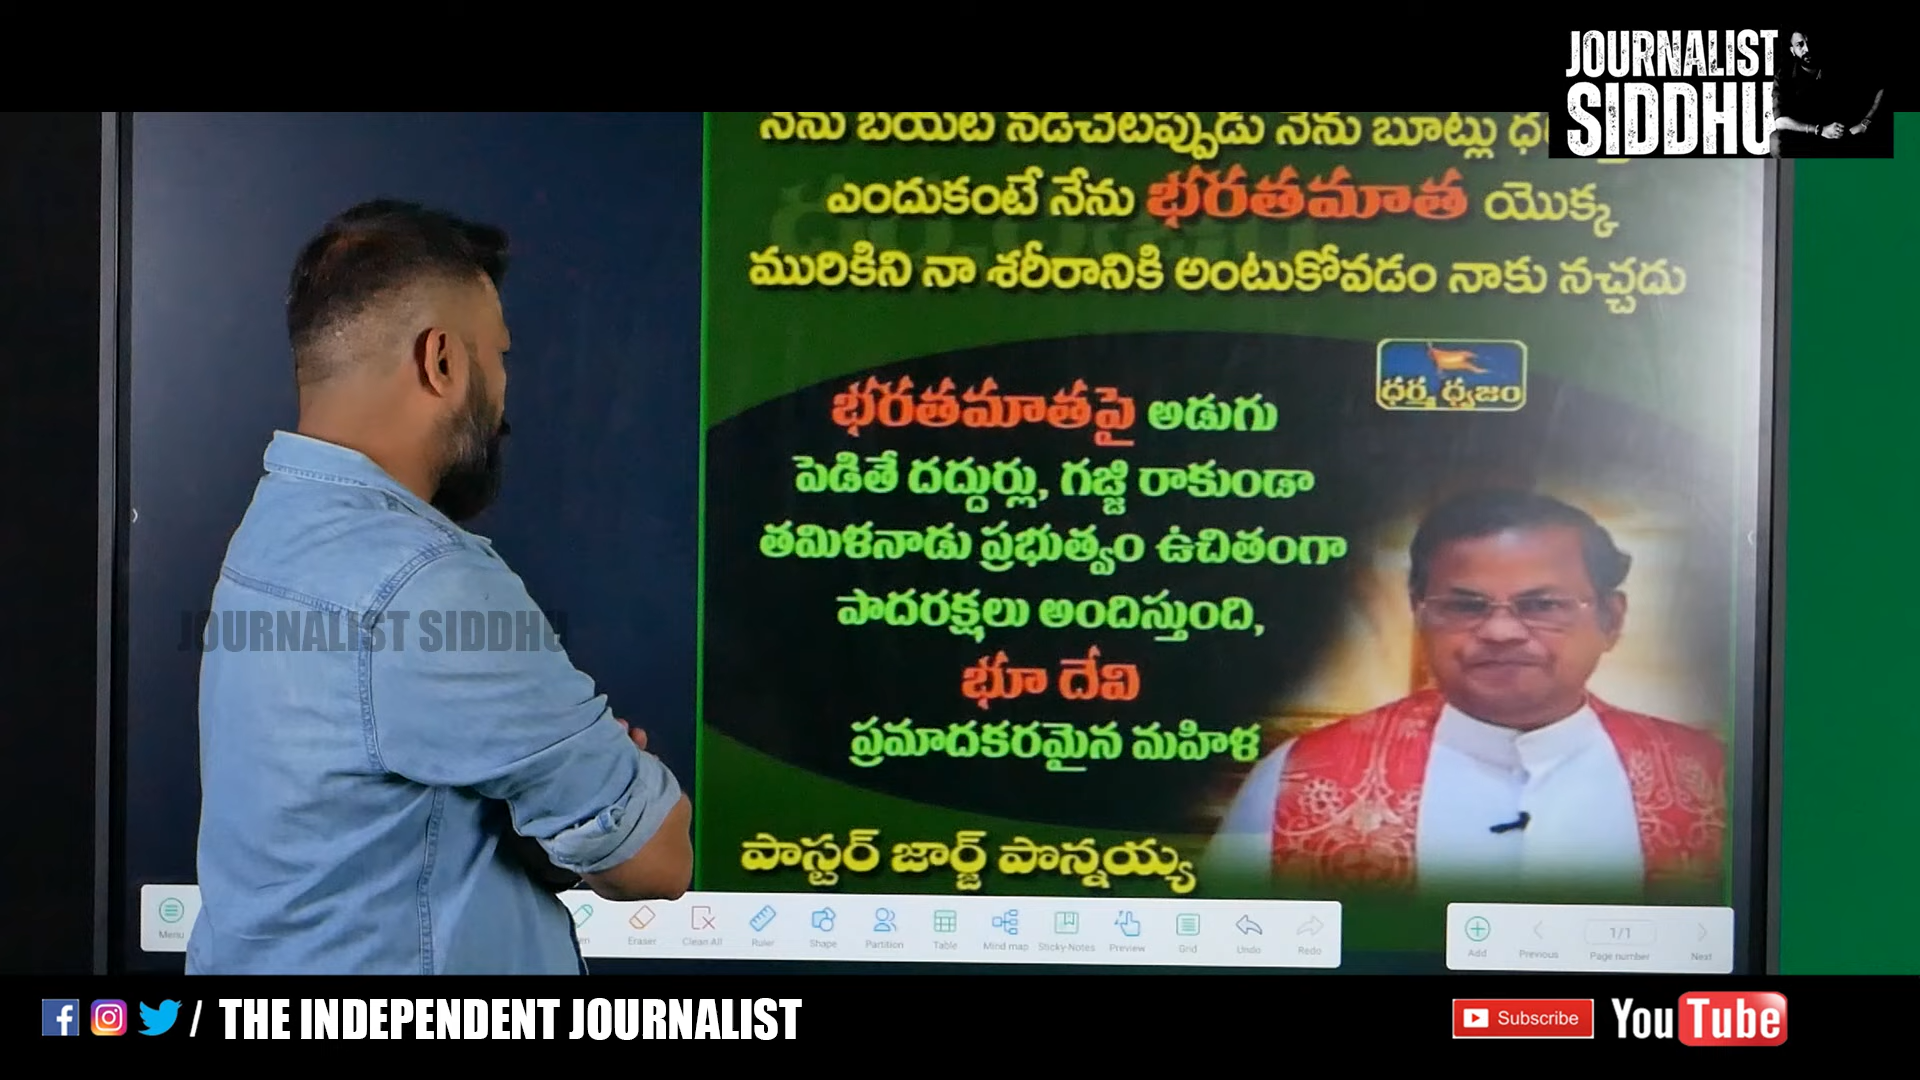 JOURNALIST
SIDDHU
నేను బయట నడిచేటప్పుడు నేను బూట్లు
ఎందుకంటే నేను భరతమాత యొక్క
మురికిని నా శరీరానికి అంటుకోవడం నాకు నచ్చదు
ధర్మ ధ్వజం
భరతమాతపై అడుగు
పెడితే దద్దుర్లు, గజ్జి రాకుండా
తమిళనాడు ప్రభుత్వం ఉచితంగా
పాదరక్షలు అందిస్తుంది,
భూ దేవి
ప్రమాదకరమైన మహిళ
పాస్టర్ జార్జ్ పొన్నయ్య
JOURNALIST SIDDHU
Menu
Eraser
Clean All
Ruler
Shape
Partition
Table
Mind map
Sticky-Notes
Preview
Grid
Undo
Redo
Add
Previous
1/1
Page number
Next
/ THE INDEPENDENT JOURNALIST
Subscribe
YouTube